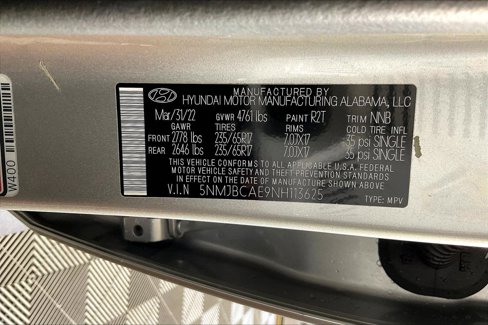 MANUFACTURED BY
HYUNDAI MOTOR MANUFACTURING ALABAMA, LLC
Mar/31/22 GVWR 4761 lbs PAINT R2T TRIM NNB
GAWR TIRES RIMS COLD TIRE INFL
FRONT 2778 lbs 235/65R17 7.0JX17 35 psi SINGLE
REAR 2646 lbs 235/65R17 7.0JX17 35 psi SINGLE
THIS VEHICLE CONFORMS TO ALL APPLICABLE U.S.A. FEDERAL
MOTOR VEHICLE SAFETY AND THEFT PREVENTION STANDARDS
IN EFFECT ON THE DATE OF MANUFACTURE SHOWN ABOVE.
V.I.N 5NMJBCAE9NH113625 TYPE: MPV
W400